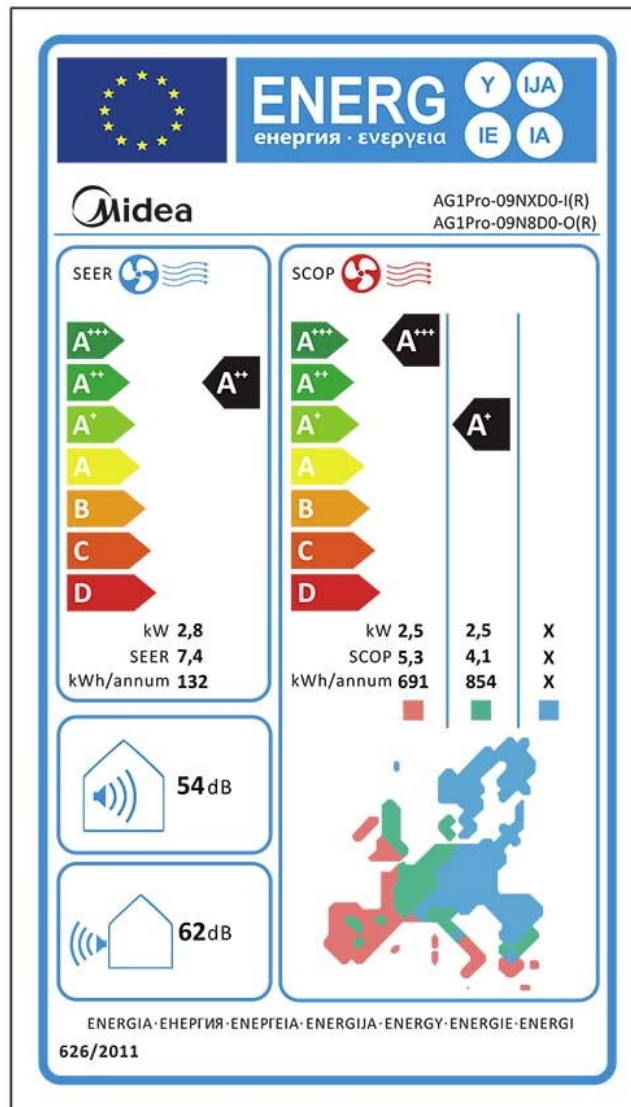 ENERG
енергия · ενεργεια
Y IJA
IE IA
Midea
AG1Pro-09NXD0-I(R)
AG1Pro-09N8D0-O(R)
SEER
A+++
A++
A+
A
B
C
D
A++
kW 2,8
SEER 7,4
kWh/annum 132
SCOP
A+++
A++
A+
A
B
C
D
A+++
A+
kW 2,5 2,5 X
SCOP 5,3 4,1 X
kWh/annum 691 854 X
54dB
62dB
ENERGIA·ЕНЕРГИЯ·ΕΝΕΡΓΕΙΑ·ENERGIJA·ENERGY·ENERGIE·ENERGI
626/2011